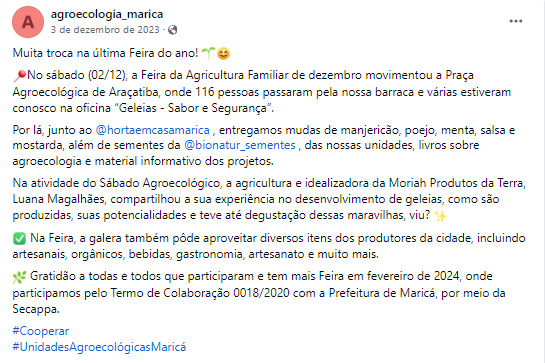 A
agroecologia_marica
3 de dezembro de 2023 ·
Muita troca na última Feira do ano! 🌱😊
📍No sábado (02/12), a Feira da Agricultura Familiar de dezembro movimentou a Praça
Agroecológica de Araçatiba, onde 116 pessoas passaram pela nossa barraca e várias estiveram
conosco na oficina “Geleias - Sabor e Segurança”.
Por lá, junto ao @hortaemcasamarica , entregamos mudas de manjericão, poejo, menta, salsa e
mostarda, além de sementes da @bionatur_sementes , das nossas unidades, livros sobre
agroecologia e material informativo dos projetos.
Na atividade do Sábado Agroecológico, a agricultura e idealizadora da Moriah Produtos da Terra,
Luana Magalhães, compartilhou a sua experiência no desenvolvimento de geleias, como são
produzidas, suas potencialidades e teve até degustação dessas maravilhas, viu? ✨
✅ Na Feira, a galera também pôde aproveitar diversos itens dos produtores da cidade, incluindo
artesanais, orgânicos, bebidas, gastronomia, artesanato e muito mais.
🌿 Gratidão a todas e todos que participaram e tem mais Feira em fevereiro de 2024, onde
participamos pelo Termo de Colaboração 0018/2020 com a Prefeitura de Maricá, por meio da
Secappa.
#Cooperar
#UnidadesAgroecológicasMaricá